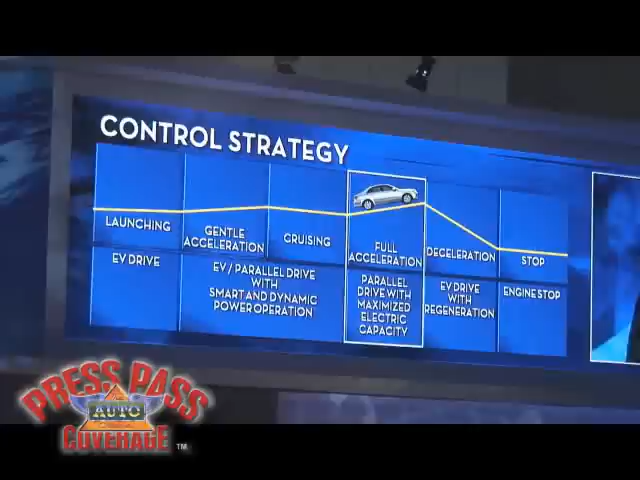 CONTROL STRATEGY
LAUNCHING
GENTLE
ACCELERATION
CRUISING
FULL
ACCELERATION
DECELERATION
STOP
EV DRIVE
EV / PARALLEL DRIVE
WITH
SMART AND DYNAMIC
POWER OPERATION
PARALLEL
DRIVE WITH
MAXIMIZED
ELECTRIC
CAPACITY
EV DRIVE
WITH
REGENERATION
ENGINE STOP
PRESS PASS
AUTO
COVERAGE
TM